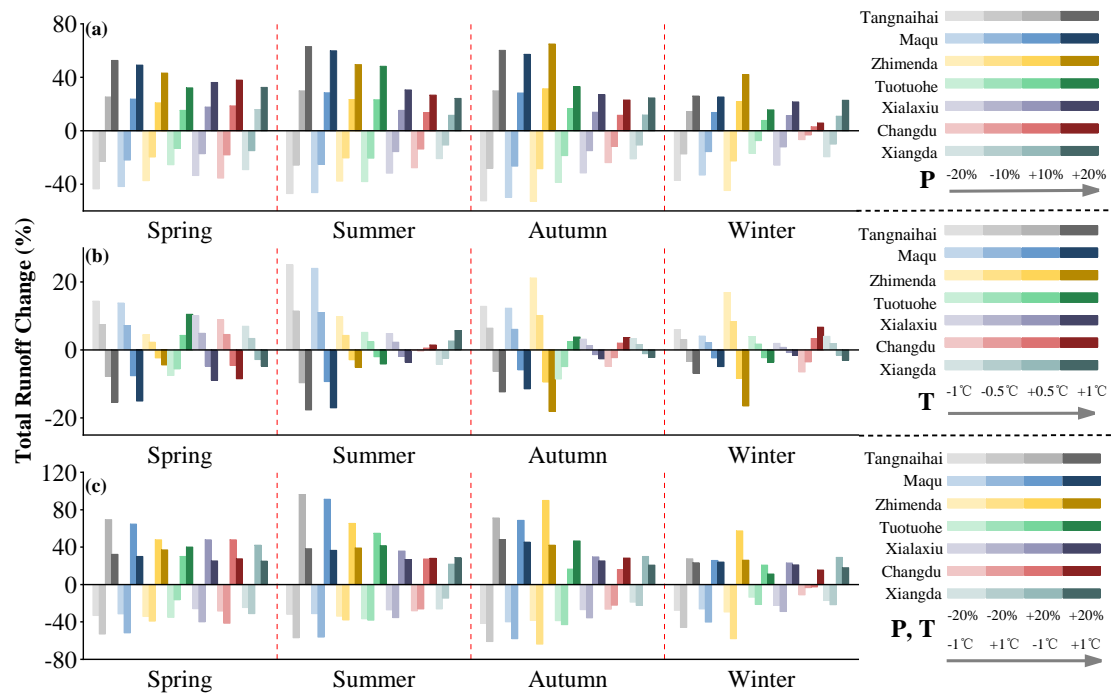 Total Runoff Change (%)
(a)
80
40
0
-40
Spring
Summer
Autumn
Winter
Tangnaihai
Maqu
Zhimenda
Tuotuohe
Xialaxiu
Changdu
Xiangda
P
-20% -10% +10% +20%
(b)
20
0
-20
Spring
Summer
Autumn
Winter
Tangnaihai
Maqu
Zhimenda
Tuotuohe
Xialaxiu
Changdu
Xiangda
T
-1℃ -0.5℃ +0.5℃ +1℃
(c)
120
80
40
0
-40
-80
Spring
Summer
Autumn
Winter
Tangnaihai
Maqu
Zhimenda
Tuotuohe
Xialaxiu
Changdu
Xiangda
P, T
-20% -20% +20% +20%
-1℃ +1℃ -1℃ +1℃